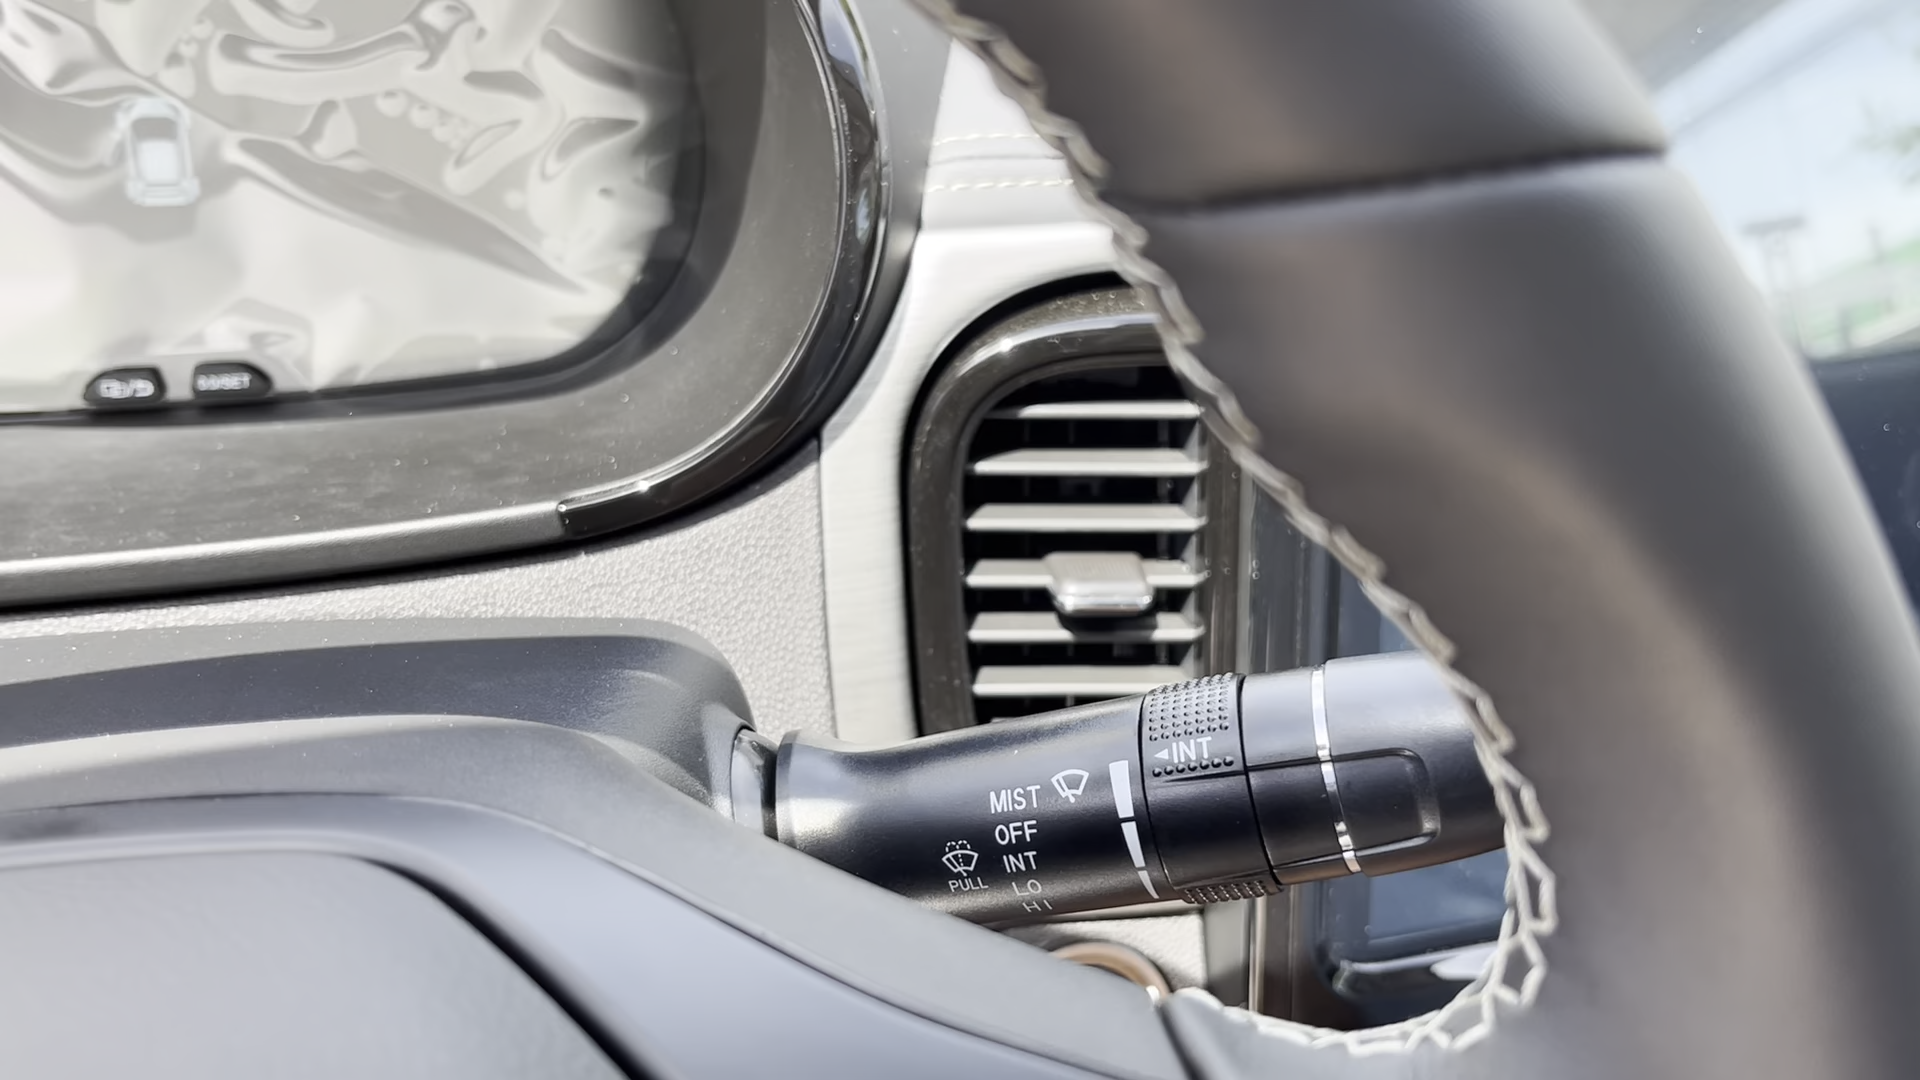 ◄INT
MIST
OFF
INT
LO
HI
PULL